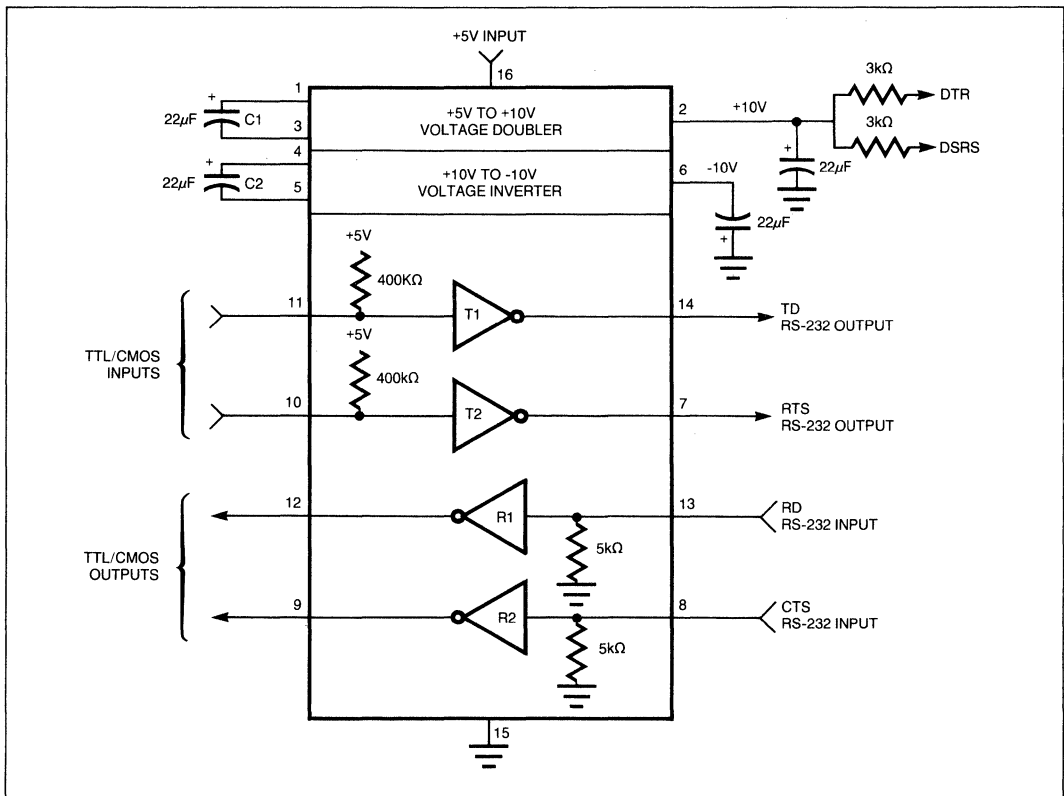 +5V INPUT
16
1
+
22µF
C1
3
+5V TO +10V
VOLTAGE DOUBLER
2
+10V
3kΩ
DTR
3kΩ
DSRS
+
22µF
4
+
22µF
C2
5
+10V TO -10V
VOLTAGE INVERTER
6
-10V
22µF
+
+5V
400KΩ
11
T1
14
TD
RS-232 OUTPUT
TTL/CMOS
INPUTS
+5V
400kΩ
10
T2
7
RTS
RS-232 OUTPUT
12
R1
13
RD
RS-232 INPUT
5kΩ
TTL/CMOS
OUTPUTS
9
R2
8
CTS
RS-232 INPUT
5kΩ
15